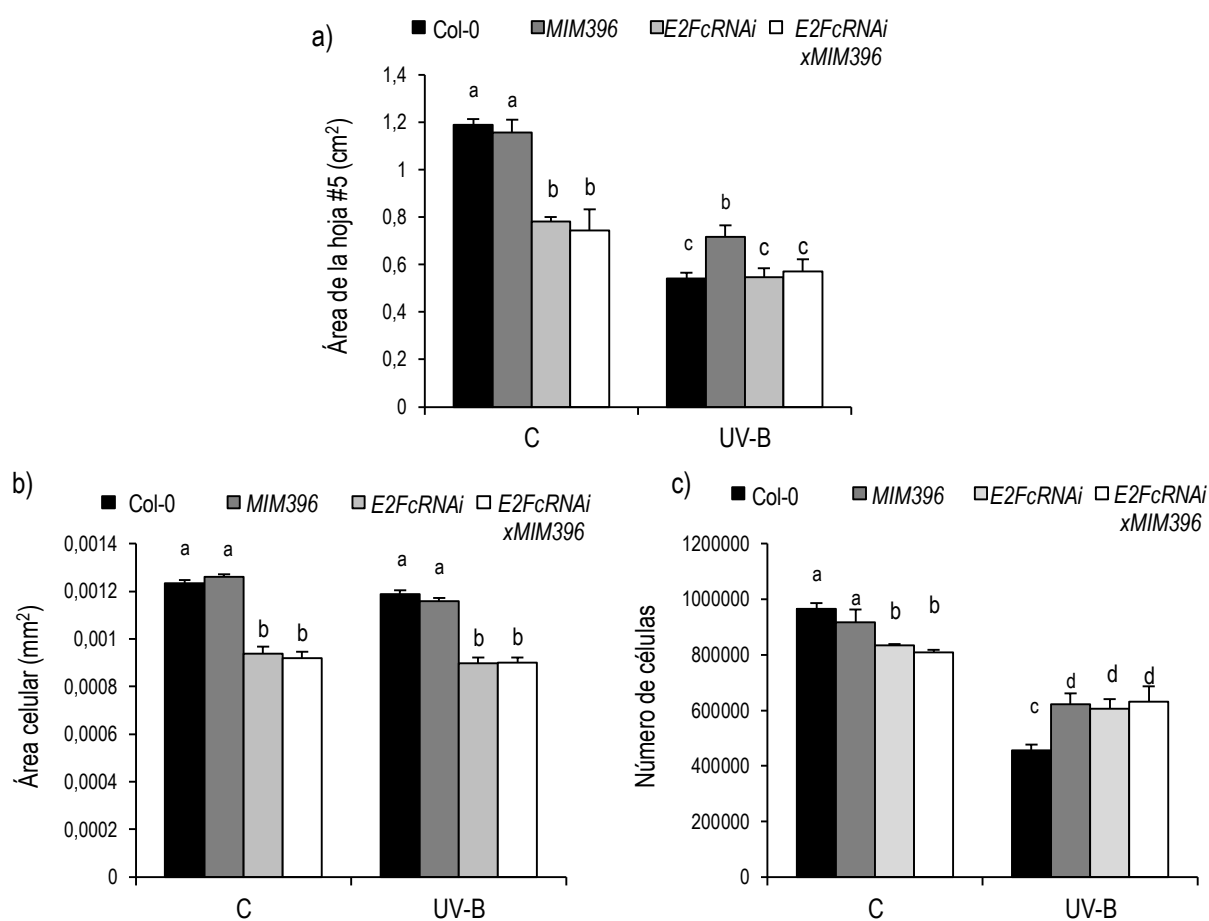 a)
Col-0 MIM396 E2FcRNAi E2FcRNAi
xMIM396
Área de la hoja #5 (cm2)
1,4
1,2
1
0,8
0,6
0,4
0,2
0
a a b b
c b c c
C UV-B
b)
Col-0 MIM396 E2FcRNAi E2FcRNAi
xMIM396
Área celular (mm2)
0,0014
0,0012
0,001
0,0008
0,0006
0,0004
0,0002
0
a a b b
a a b b
C UV-B
c)
Col-0 MIM396 E2FcRNAi E2FcRNAi
xMIM396
Número de células
1200000
1000000
800000
600000
400000
200000
0
a a b b
c d d d
C UV-B